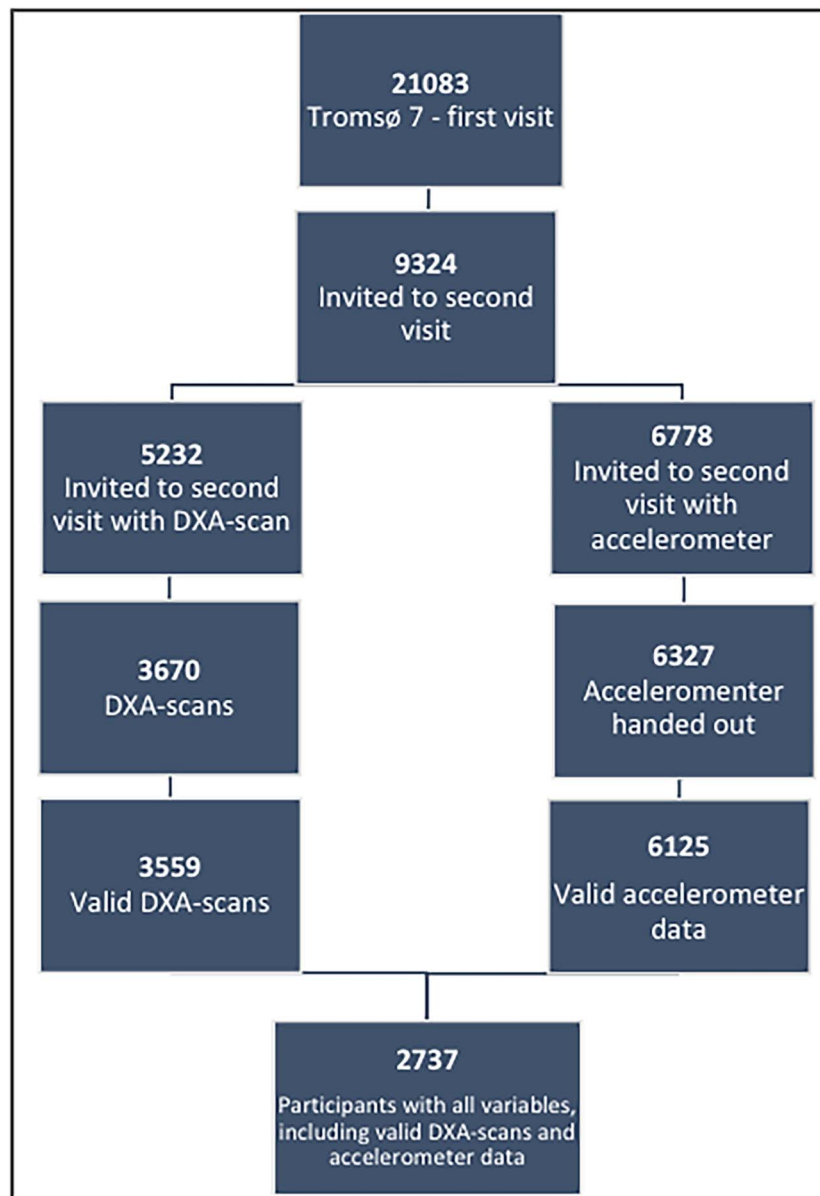 21083
Tromsø 7 - first visit
9324
Invited to second
visit
5232
Invited to second
visit with DXA-scan
6778
Invited to second
visit with
accelerometer
3670
DXA-scans
6327
Acceleromenter
handed out
3559
Valid DXA-scans
6125
Valid accelerometer
data
2737
Participants with all variables,
including valid DXA-scans and
accelerometer data